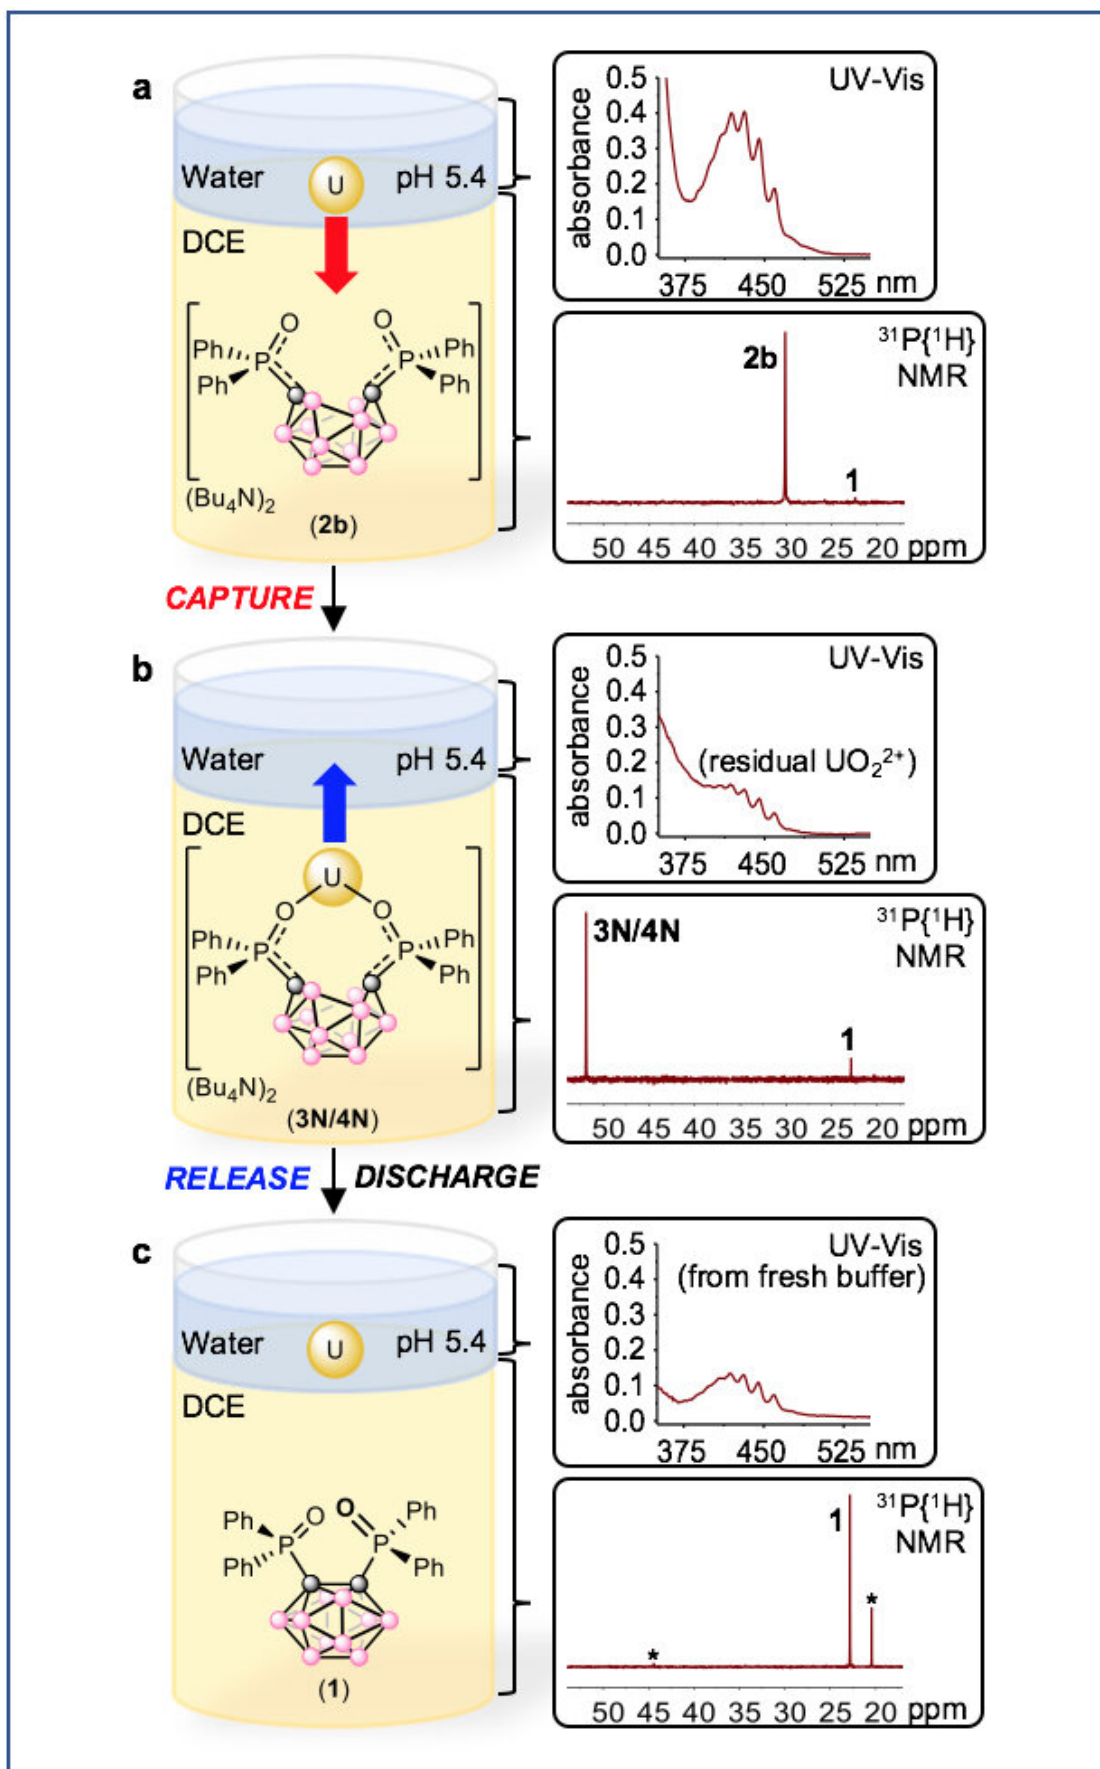 a
Water
U
pH 5.4
DCE
O
O
Ph
P
P
Ph
Ph
Ph
(Bu₄N)₂
(2b)
UV-Vis
absorbance
0.5
0.4
0.3
0.2
0.1
0.0
375 450 525 nm
³¹P{¹H}
NMR
2b
1
50 45 40 35 30 25 20 ppm
CAPTURE
b
Water
pH 5.4
DCE
U
O
O
Ph
P
P
Ph
Ph
Ph
(Bu₄N)₂
(3N/4N)
UV-Vis
absorbance
0.5
0.4
0.3
0.2
0.1
0.0
(residual UO₂²⁺)
375 450 525 nm
³¹P{¹H}
NMR
3N/4N
1
50 45 40 35 30 25 20 ppm
RELEASE DISCHARGE
c
Water
U
pH 5.4
DCE
Ph
O
O
Ph
P
P
Ph
Ph
(1)
UV-Vis
(from fresh buffer)
absorbance
0.5
0.4
0.3
0.2
0.1
0.0
375 450 525 nm
³¹P{¹H}
NMR
1
*
*
50 45 40 35 30 25 20 ppm